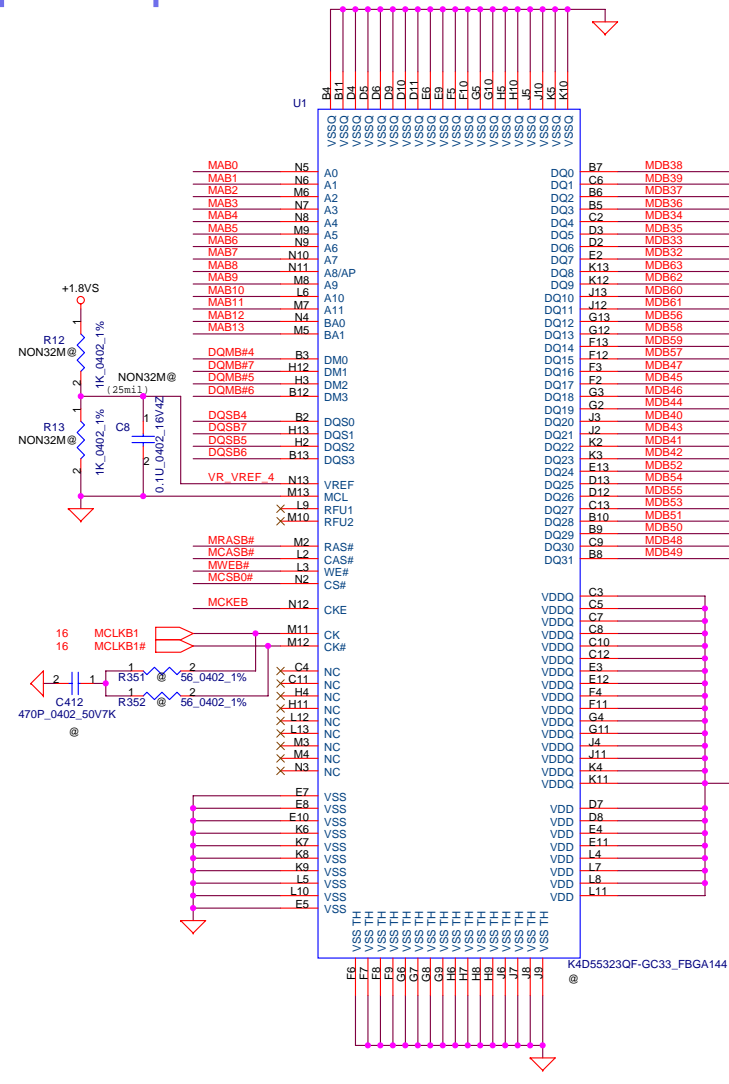 B4 B11 D4 D5 D6 D9 D10 D11 E6 E9 F5 F10 G5 G10 H5 H10 J5 J10 K5 K10
U1
VSSQ VSSQ VSSQ VSSQ VSSQ VSSQ VSSQ VSSQ VSSQ VSSQ VSSQ VSSQ VSSQ VSSQ VSSQ VSSQ VSSQ VSSQ VSSQ VSSQ
MAB0 N5 A0
MAB1 N6 A1
MAB2 M6 A2
MAB3 N7 A3
MAB4 N8 A4
MAB5 M9 A5
MAB6 N9 A6
MAB7 N10 A7
MAB8 N11 A8/AP
MAB9 M8 A9
MAB10 L6 A10
MAB11 M7 A11
MAB12 N4 BA0
MAB13 M5 BA1
DQMB#4 B3 DM0
DQMB#7 H12 DM1
DQMB#5 H3 DM2
DQMB#6 B12 DM3
DQSB4 B2 DQS0
DQSB7 H13 DQS1
DQSB5 H2 DQS2
DQSB6 B13 DQS3
VR_VREF_4 N13 VREF
M13 MCL
L9 RFU1
M10 RFU2
MRASB# M2 RAS#
MCASB# L2 CAS#
MWEB# L3 WE#
MCSB0# N2 CS#
MCKEB N12 CKE
16 MCLKB1 M11 CK
16 MCLKB1# M12 CK#
C4 NC
C11 NC
H4 NC
H11 NC
L12 NC
L13 NC
M3 NC
M4 NC
N3 NC
E7 VSS
E8 VSS
E10 VSS
K6 VSS
K7 VSS
K8 VSS
K9 VSS
L5 VSS
L10 VSS
E5 VSS
+1.8VS
1
R12
NON32M@
1K_0402_1%
2
NON32M@
(25mil)
1
R13
NON32M@
1K_0402_1%
2
1
C8
2
0.1U_0402_16V4Z
1 2
R351 @ 56_0402_1%
1 2
R352 @ 56_0402_1%
2 1
C412
470P_0402_50V7K
@
DQ0 B7 MDB38
DQ1 C6 MDB39
DQ2 B6 MDB37
DQ3 B5 MDB36
DQ4 C2 MDB34
DQ5 D3 MDB35
DQ6 D2 MDB33
DQ7 E2 MDB32
DQ8 K13 MDB63
DQ9 K12 MDB62
DQ10 J13 MDB60
DQ11 J12 MDB61
DQ12 G13 MDB56
DQ13 G12 MDB58
DQ14 F13 MDB59
DQ15 F12 MDB57
DQ16 F3 MDB47
DQ17 F2 MDB45
DQ18 G3 MDB46
DQ19 G2 MDB44
DQ20 J3 MDB40
DQ21 J2 MDB43
DQ22 K2 MDB41
DQ23 K3 MDB42
DQ24 E13 MDB52
DQ25 D13 MDB54
DQ26 D12 MDB55
DQ27 C13 MDB53
DQ28 B10 MDB51
DQ29 B9 MDB50
DQ30 C9 MDB48
DQ31 B8 MDB49
VDDQ C3
VDDQ C5
VDDQ C7
VDDQ C8
VDDQ C10
VDDQ C12
VDDQ E3
VDDQ E12
VDDQ F4
VDDQ F11
VDDQ G4
VDDQ G11
VDDQ J4
VDDQ J11
VDDQ K4
VDDQ K11
VDD D7
VDD D8
VDD E4
VDD E11
VDD L4
VDD L7
VDD L8
VDD L11
VSS TH VSS TH VSS TH VSS TH VSS TH VSS TH VSS TH VSS TH VSS TH VSS TH VSS TH VSS TH VSS TH VSS TH VSS TH VSS TH
F6 F7 F8 F9 G6 G7 G8 G9 H6 H7 H8 H9 J6 J7 J8 J9
K4D55323QF-GC33_FBGA144
@